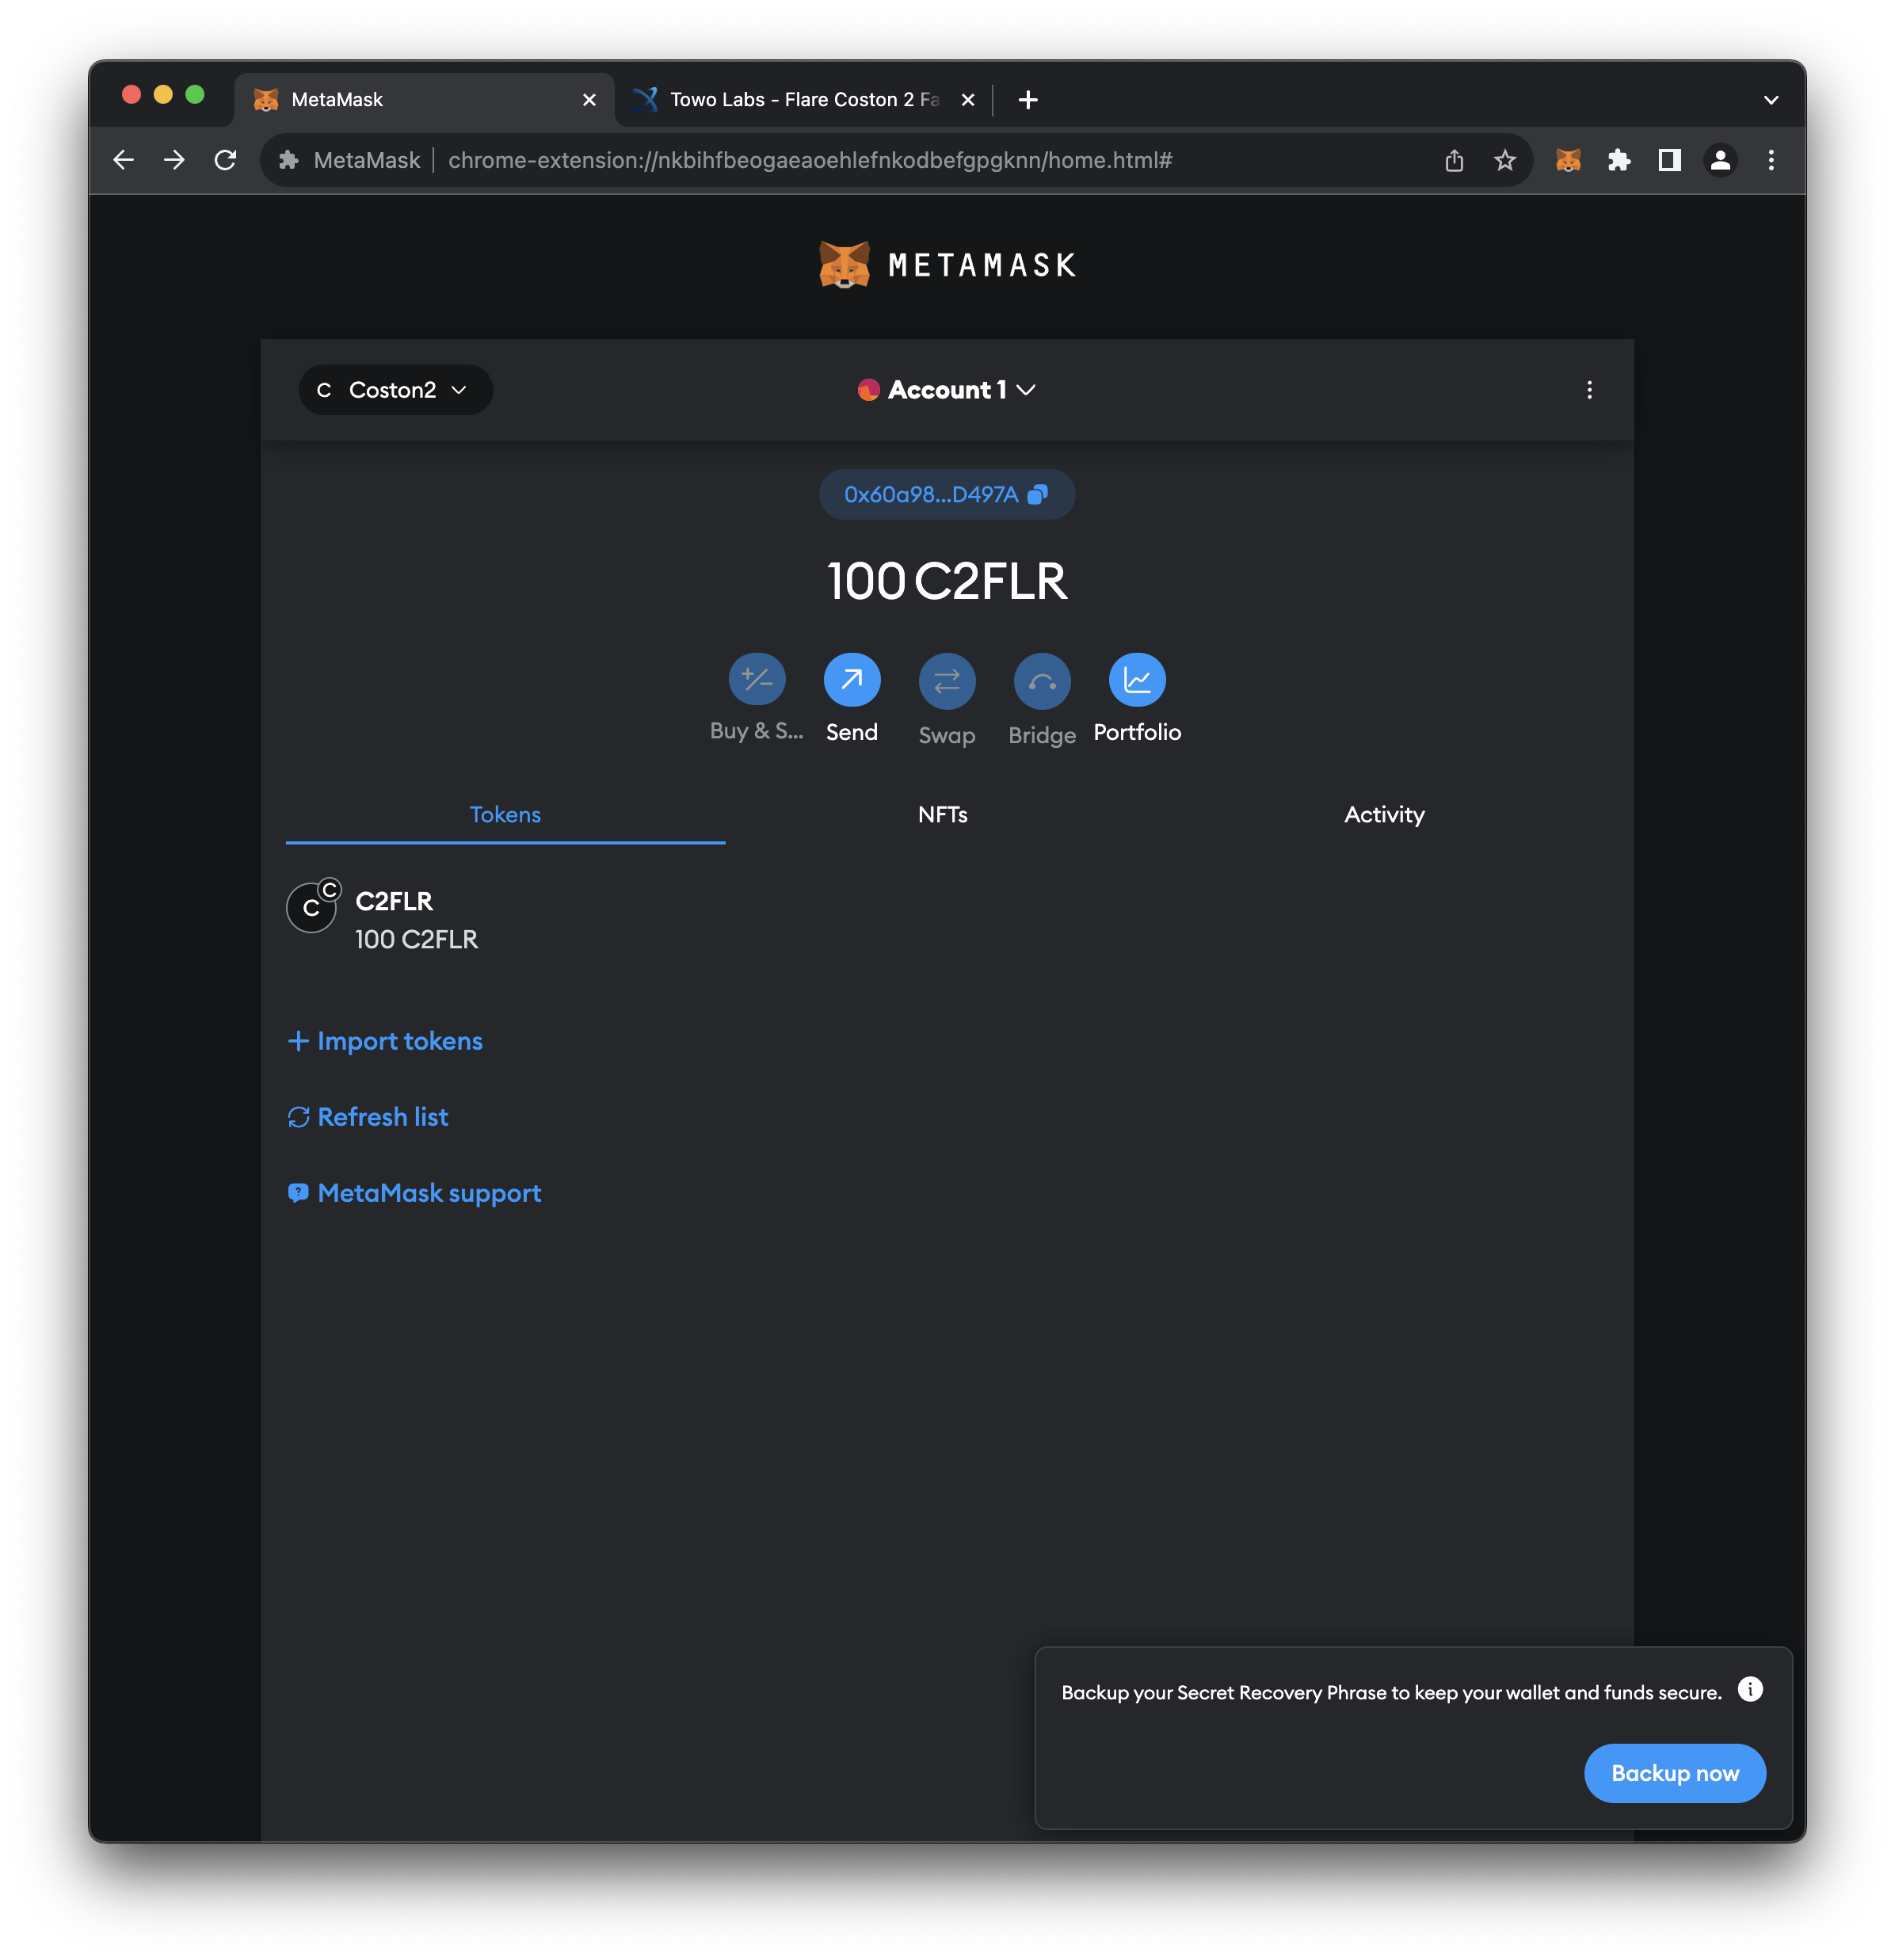 MetaMask
Towo Labs - Flare Coston 2 Fa
MetaMask chrome-extension://nkbihfbeogaeaoehlefnkodbefgpgknn/home.html#
METAMASK
C Coston2
Account 1
0x60a98...D497A
100 C2FLR
Buy & S... Send Swap Bridge Portfolio
Tokens NFTs Activity
C C
C2FLR
100 C2FLR
Import tokens
Refresh list
MetaMask support
Backup your Secret Recovery Phrase to keep your wallet and funds secure.
Backup now